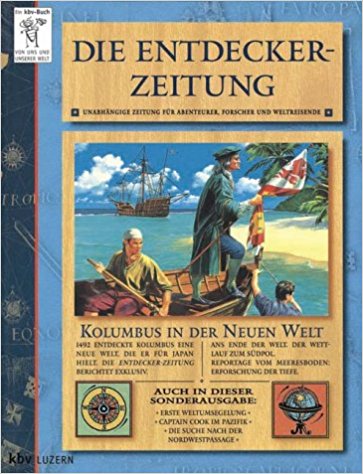 Ein kbv-Buch
VON UNS UND
UNSERER WELT
DIE ENTDECKER-
ZEITUNG
UNABHÄNGIGE ZEITUNG FÜR ABENTEURER, FORSCHER UND WELTREISENDE
KOLUMBUS IN DER NEUEN WELT
1492 ENTDECKTE KOLUMBUS EINE
NEUE WELT, DIE ER FÜR JAPAN
HIELT. DIE ENTDECKER-ZEITUNG
BERICHTET EXKLUSIV.
ANS ENDE DER WELT. DER WETT-
LAUF ZUM SÜDPOL.
REPORTAGE VOM MEERESBODEN:
ERFORSCHUNG DER TIEFE.
AUCH IN DIESER
SONDERAUSGABE:
• ERSTE WELTUMSEGELUNG •
• CAPTAIN COOK IM PAZIFIK •
• DIE SUCHE NACH DER
NORDWESTPASSAGE •
kbv LUZERN